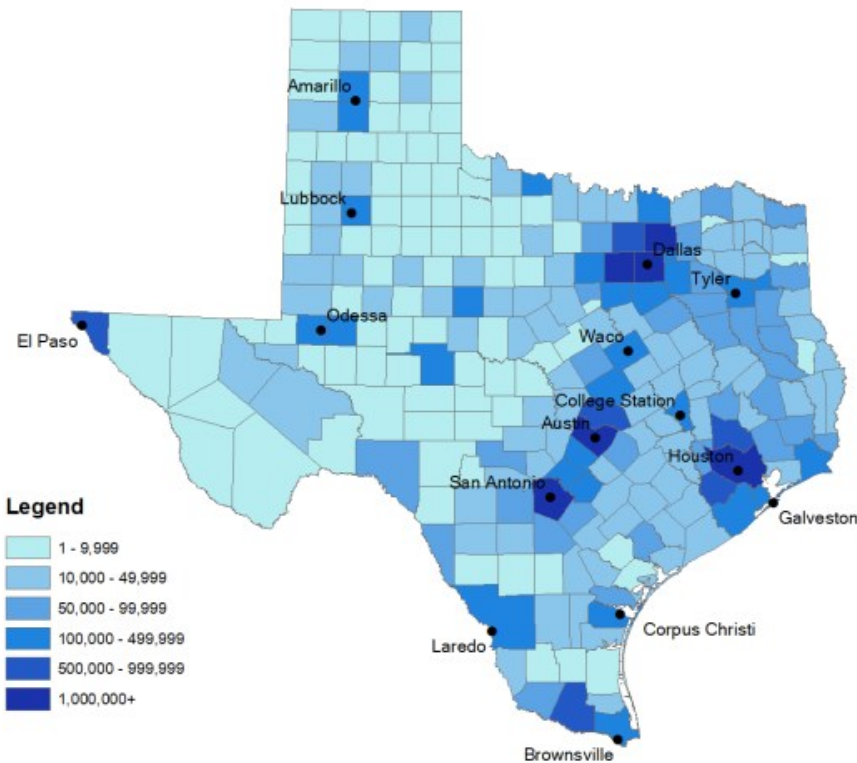 Amarillo
Lubbock
Dallas
Tyler
Odessa
El Paso
Waco
College Station
Austin
Houston
San Antonio
Galveston
Legend
1 - 9,999
10,000 - 49,999
50,000 - 99,999
100,000 - 499,999
500,000 - 999,999
1,000,000+
Corpus Christi
Laredo
Brownsville